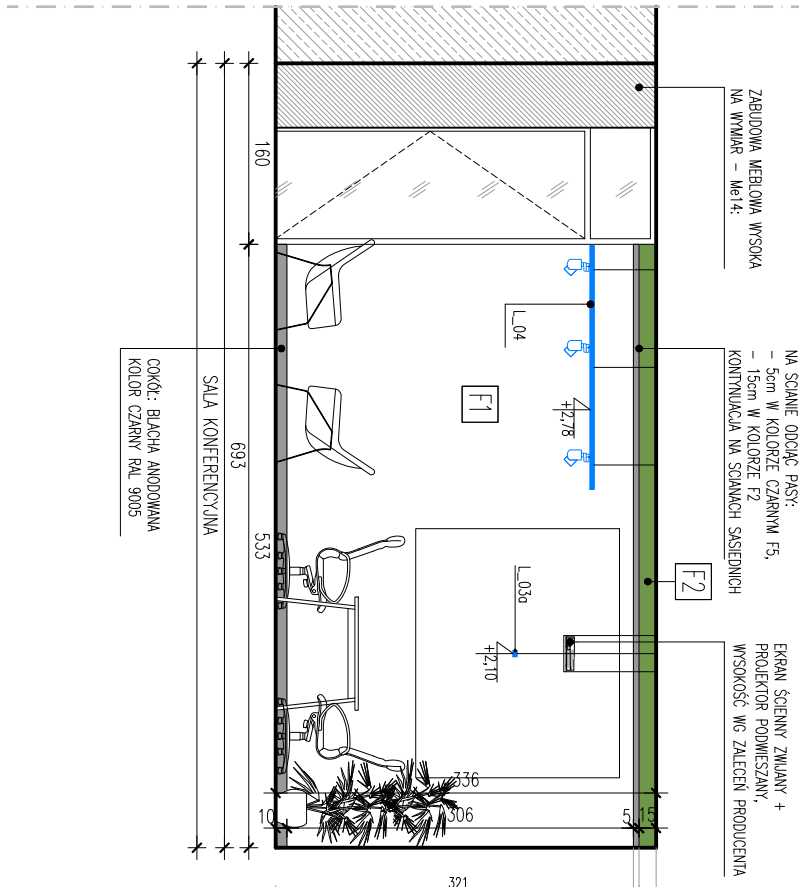 ZABUDOWA MEBLOWA WYSOKA
NA WYMIAR - Me14:
NA ŚCIANIE ODCIĄĆ PASY:
- 5cm W KOLORZE CZARNYM F5,
- 15cm W KOLORZE F2
KONTYNUACJA NA ŚCIANACH SĄSIEDNICH
EKRAN ŚCIENNY ZWIJANY +
PROJEKTOR PODWIESZANY,
WYSOKOŚĆ WG ZALECEŃ PRODUCENTA
F2
L_04
+2,78
F1
L_03a
+2,10
336
306
10
5
15
321
160
533
693
SALA KONFERENCYJNA
COKÓŁ: BLACHA ANODOWANA
KOLOR CZARNY RAL 9005